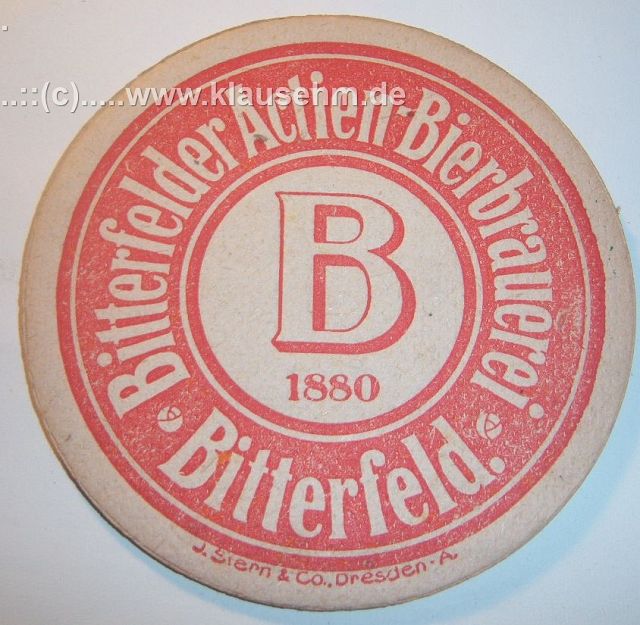 ...::(c).....www.klausehm.de
Bitterfelder Actien-Bierbrauerei
B
1880
Bitterfeld.
J. Stern & Co., Dresden-A.